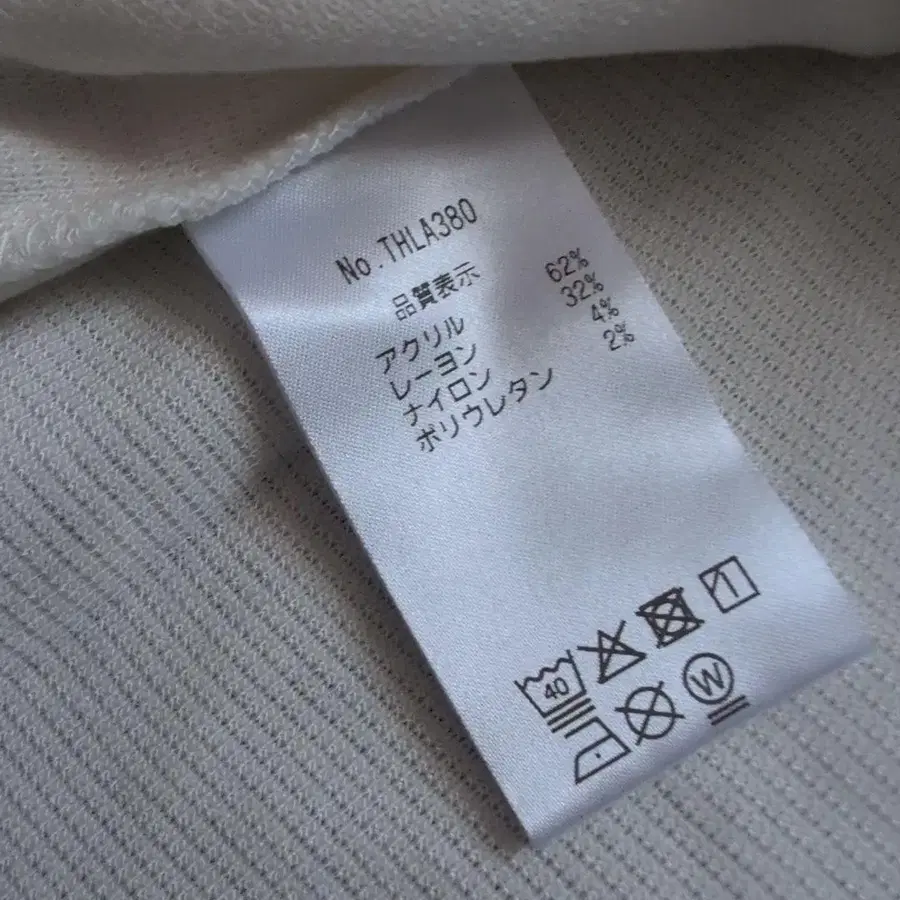 No.THLA380
品質表示
アクリル 62%
レーヨン 32%
ナイロン 4%
ポリウレタン 2%
40
W